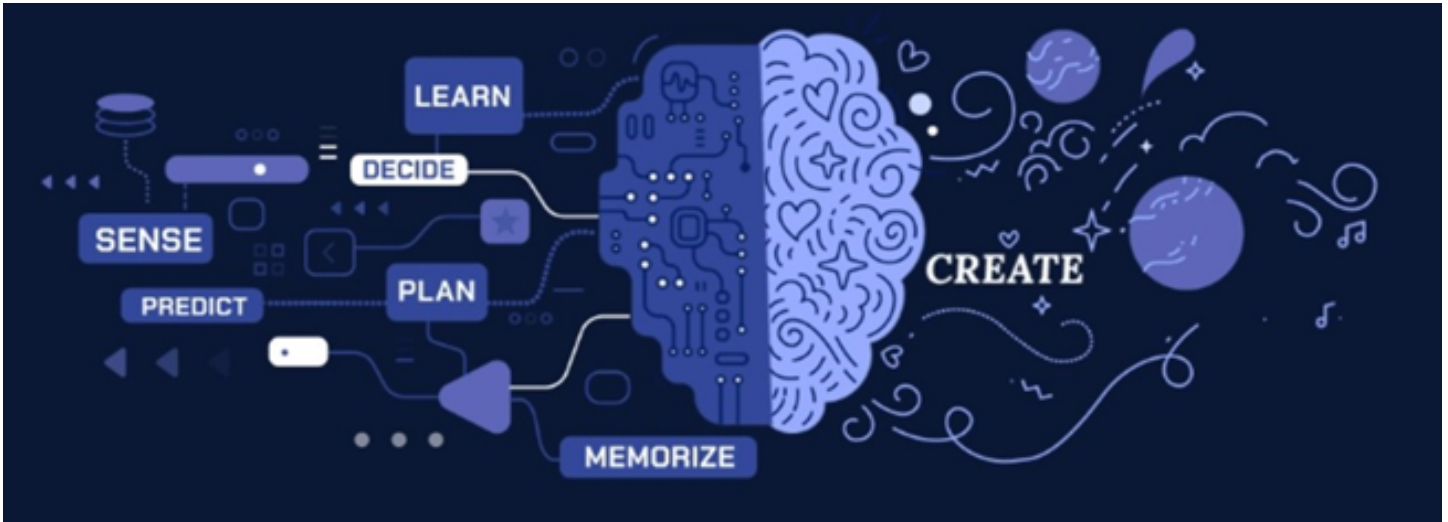 LEARN
DECIDE
SENSE
PLAN
PREDICT
CREATE
MEMORIZE